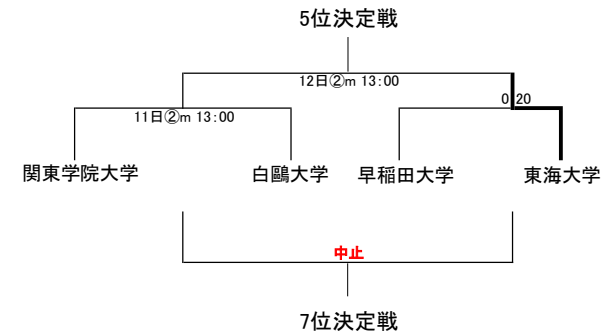 5位決定戦
12日②m 13:00
0 20
11日②m 13:00
関東学院大学
白鷗大学
早稲田大学
東海大学
中止
7位決定戦